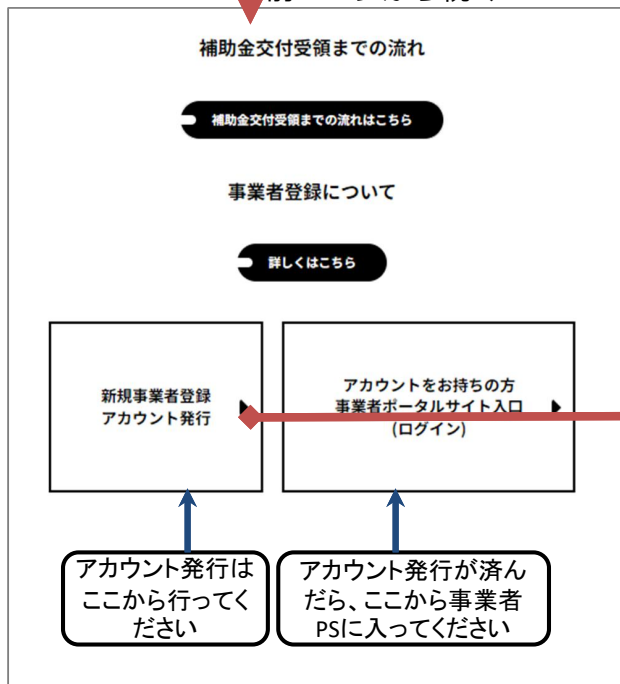 補助金交付受領までの流れ
補助金交付受領までの流れはこちら
事業者登録について
詳しくはこちら
新規事業者登録
アカウント発行
アカウントをお持ちの方
事業者ポータルサイト入口
(ログイン)
アカウント発行は
ここから行ってく
ださい
アカウント発行が済ん
だら、ここから事業者
PSに入ってください